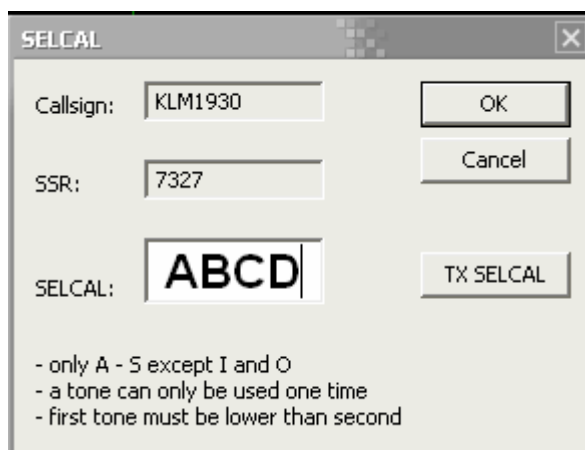 SELCAL
Callsign: KLM1930 OK
Cancel
SSR: 7327
SELCAL: ABCD TX SELCAL
- only A - S except I and O
- a tone can only be used one time
- first tone must be lower than second